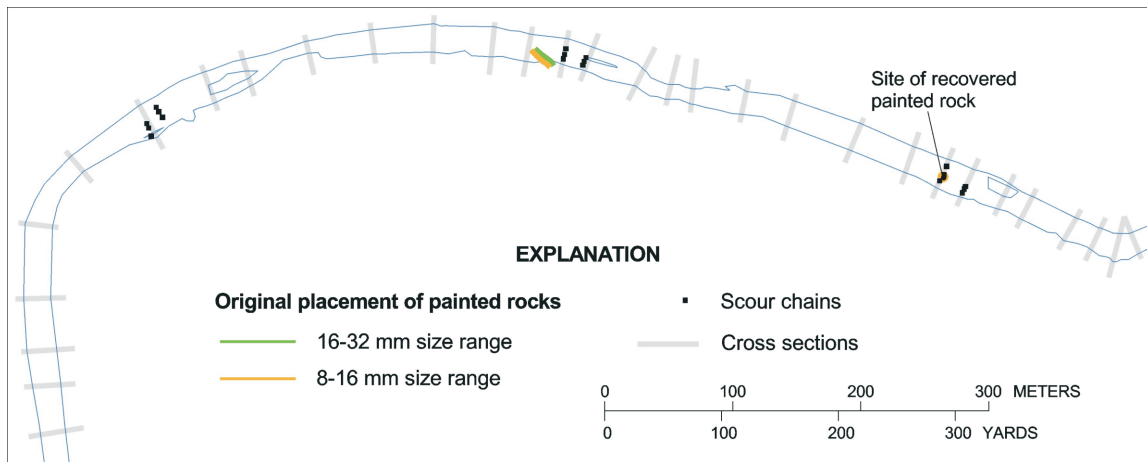 Site of recovered
painted rock
EXPLANATION
Original placement of painted rocks
16-32 mm size range
8-16 mm size range
Scour chains
Cross sections
0 100 200 300 METERS
0 100 200 300 YARDS